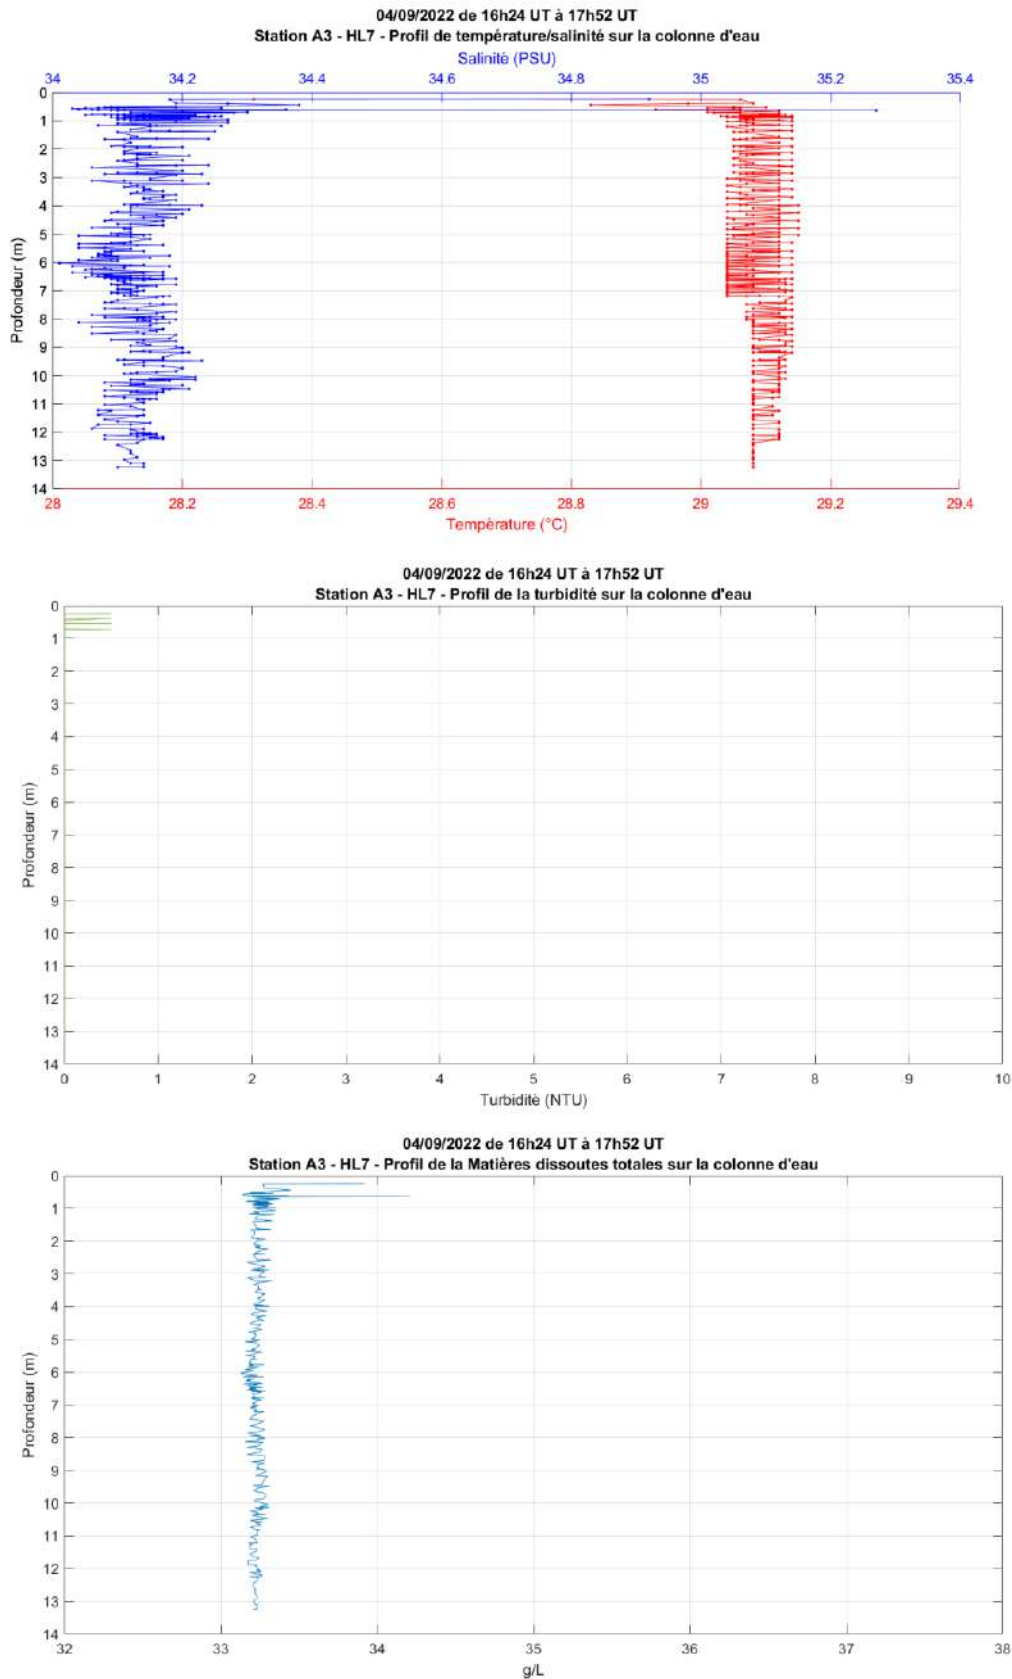 04/09/2022 de 16h24 UT à 17h52 UT
Station A3 - HL7 - Profil de température/salinité sur la colonne d'eau
Salinité (PSU)
34 34.2 34.4 34.6 34.8 35 35.2 35.4
0
1
2
3
4
5
6
7
8
9
10
11
12
13
14
Profondeur (m)
28 28.2 28.4 28.6 28.8 29 29.2 29.4
Température (°C)
04/09/2022 de 16h24 UT à 17h52 UT
Station A3 - HL7 - Profil de la turbidité sur la colonne d'eau
0
1
2
3
4
5
6
7
8
9
10
11
12
13
14
Profondeur (m)
0 1 2 3 4 5 6 7 8 9 10
Turbidité (NTU)
04/09/2022 de 16h24 UT à 17h52 UT
Station A3 - HL7 - Profil de la Matières dissoutes totales sur la colonne d'eau
0
1
2
3
4
5
6
7
8
9
10
11
12
13
14
Profondeur (m)
32 33 34 35 36 37 38
g/L